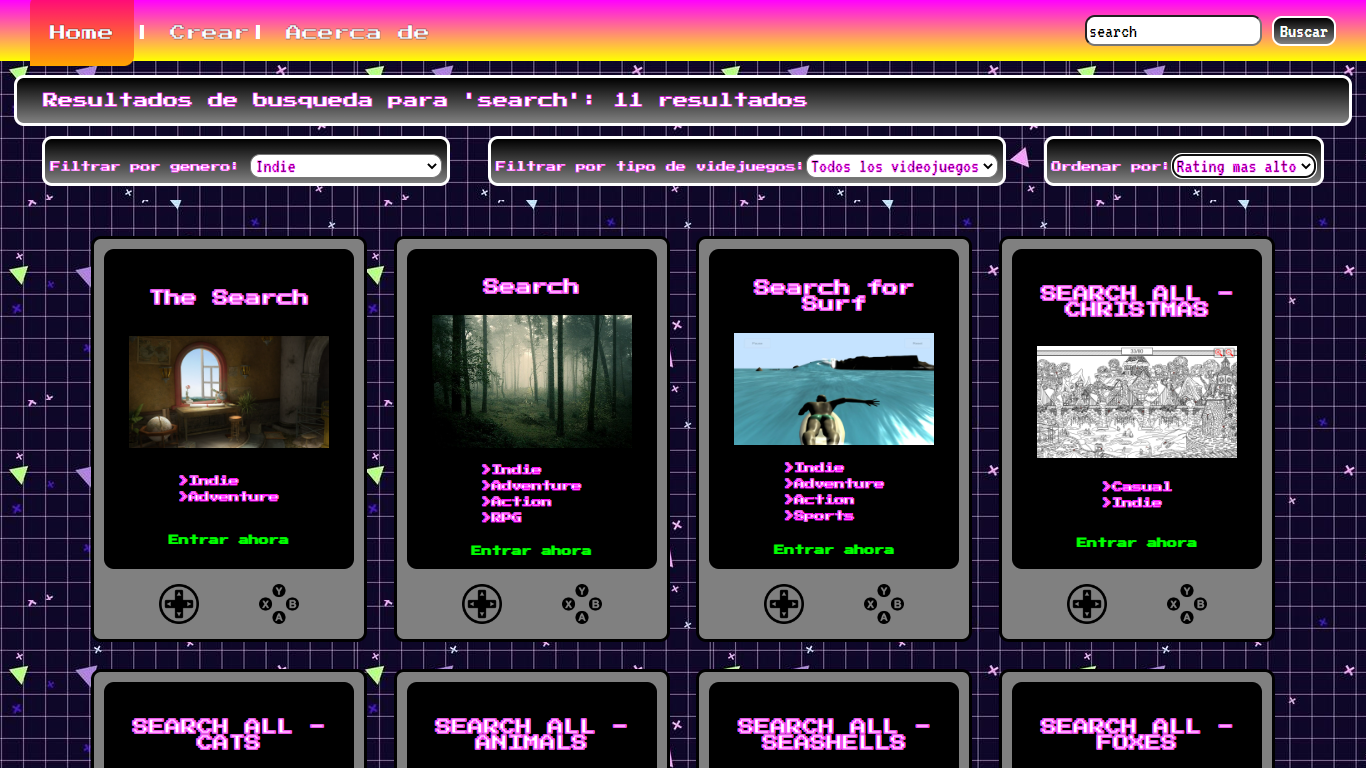 Home | Crear| Acerca de
search
Buscar
Resultados de busqueda para 'search': 11 resultados
Filtrar por genero:
Indie
Filtrar por tipo de videjuegos:
Todos los videojuegos
Ordenar por:
Rating mas alto
The Search
>Indie
>Adventure
Entrar ahora
Search
>Indie
>Adventure
>Action
>RPG
Entrar ahora
Search for
Surf
>Indie
>Adventure
>Action
>Sports
Entrar ahora
SEARCH ALL -
CHRISTMAS
>Casual
>Indie
Entrar ahora
Y
X B
A
Y
X B
A
Y
X B
A
Y
X B
A
SEARCH ALL -
CATS
SEARCH ALL -
ANIMALS
SEARCH ALL -
SEASHELLS
SEARCH ALL -
FOXES